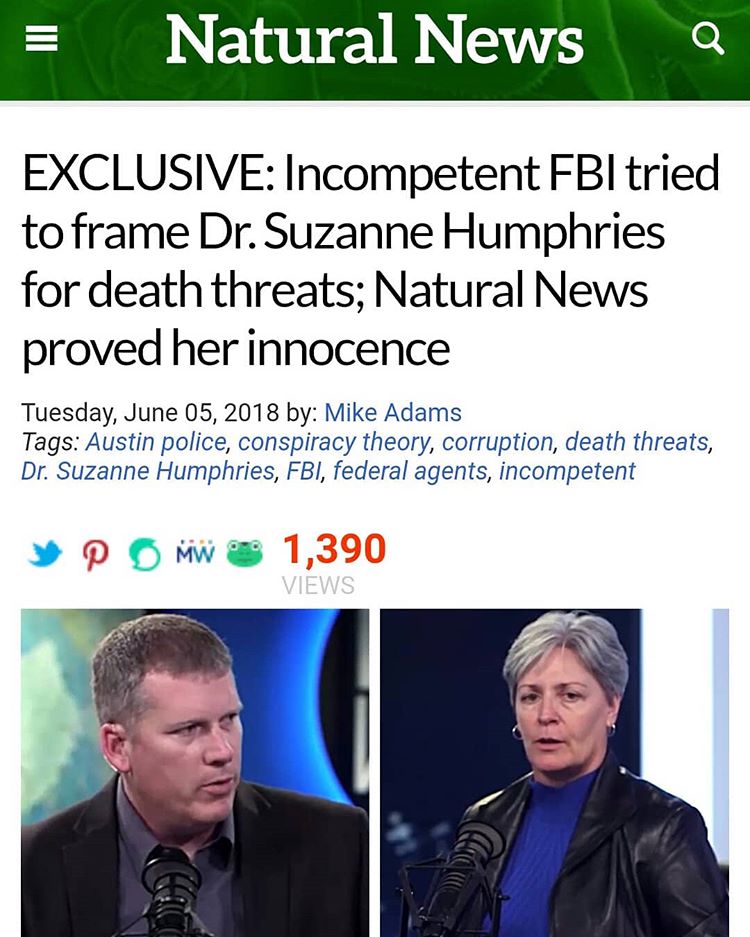 Natural News
EXCLUSIVE: Incompetent FBI tried
to frame Dr. Suzanne Humphries
for death threats; Natural News
proved her innocence
Tuesday, June 05, 2018 by: Mike Adams
Tags: Austin police, conspiracy theory, corruption, death threats,
Dr. Suzanne Humphries, FBI, federal agents, incompetent
MW
1,390
VIEWS